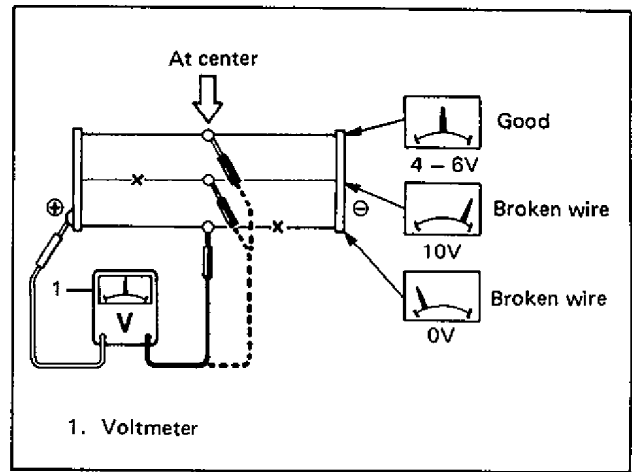 At center
Good
4 – 6V
⊕
⊖
Broken wire
10V
1
V
Broken wire
0V
1. Voltmeter